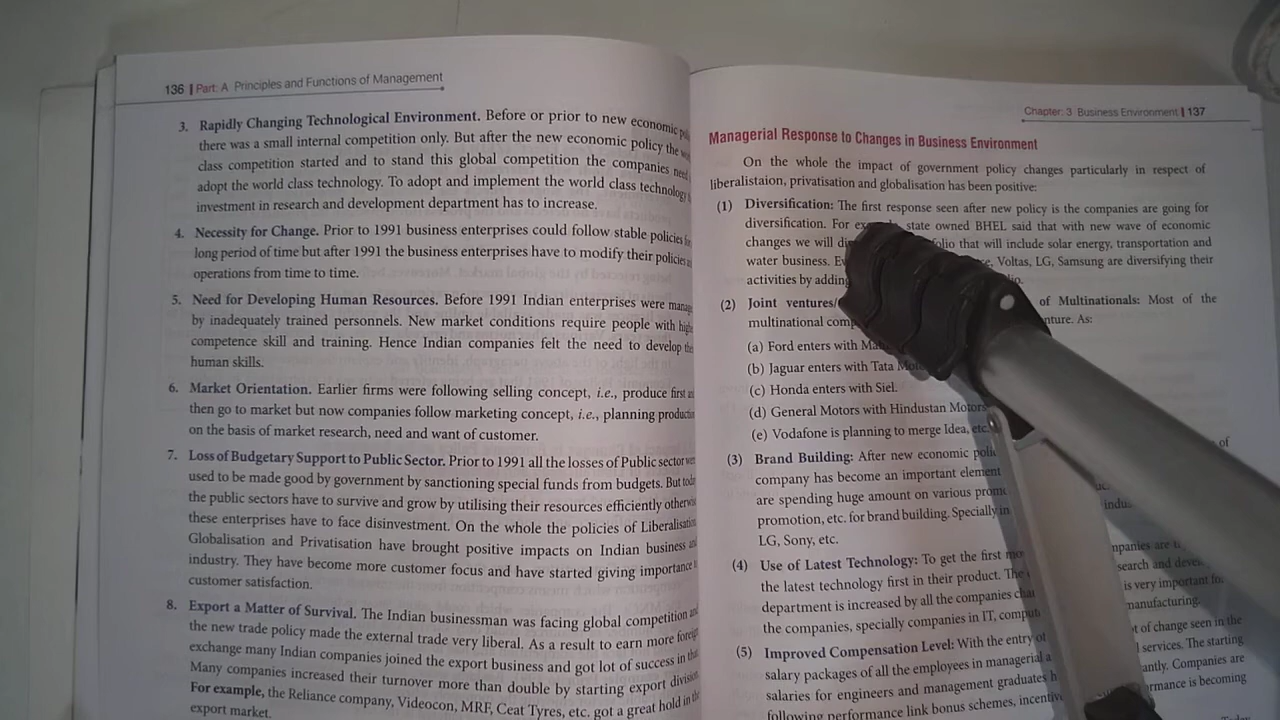 136 | Part: A Principles and Functions of Management
3. Rapidly Changing Technological Environment. Before or prior to new economic
there was a small internal competition only. But after the new economic policy the
class competition started and to stand this global competition the companies need
adopt the world class technology. To adopt and implement the world class technology
investment in research and development department has to increase.
4. Necessity for Change. Prior to 1991 business enterprises could follow stable policies
long period of time but after 1991 the business enterprises have to modify their policies
operations from time to time.
5. Need for Developing Human Resources. Before 1991 Indian enterprises were
by inadequately trained personnels. New market conditions require people with
competence skill and training. Hence Indian companies felt the need to develop
human skills.
6. Market Orientation. Earlier firms were following selling concept, i.e., produce first
then go to market but now companies follow marketing concept, i.e., planning
on the basis of market research, need and want of customer.
7. Loss of Budgetary Support to Public Sector. Prior to 1991 all the losses of Public sector
used to be made good by government by sanctioning special funds from budgets. But
the public sectors have to survive and grow by utilising their resources efficiently
these enterprises have to face disinvestment. On the whole the policies of
Globalisation and Privatisation have brought positive impacts on Indian business
industry. They have become more customer focus and have started giving importance
customer satisfaction.
8. Export a Matter of Survival. The Indian businessman was facing global competition
the new trade policy made the external trade very liberal. As a result to earn more
exchange many Indian companies joined the export business and got lot of success in
Many companies increased their turnover more than double by starting export
For example, the Reliance company, Videocon, MRF, Ceat Tyres, etc. got a great hold in
export market.
Chapter: 3 Business Environment | 137
Managerial Response to Changes in Business Environment
On the whole the impact of government policy changes particularly in respect of
liberalistaion, privatisation and globalisation has been positive:
(1) Diversification: The first response seen after new policy is the companies are going for
diversification. For state owned BHEL said that with new wave of economic
changes we will that will include solar energy, transportation and
water business. Voltas, LG, Samsung are diversifying their
activities by adding
(2) Joint ventures/ of Multinationals: Most of the
multinational As:
(a) Ford enters with
(b) Jaguar enters with Tata
(c) Honda enters with Siel.
(d) General Motors with Hindustan Motors
(e) Vodafone is planning to merge Idea, etc.
(3) Brand Building: After new economic
company has become an important element
are spending huge amount on various
promotion, etc. for brand building. Specially in
LG, Sony, etc.
(4) Use of Latest Technology: To get the first
the latest technology first in their product. The
department is increased by all the companies is very important
the companies, specially companies in IT, manufacturing.
(5) Improved Compensation Level: With the entry of change seen in the
salary packages of all the employees in managerial services. The starting
salaries for engineers and management graduates Companies are
following performance link bonus schemes, is becoming